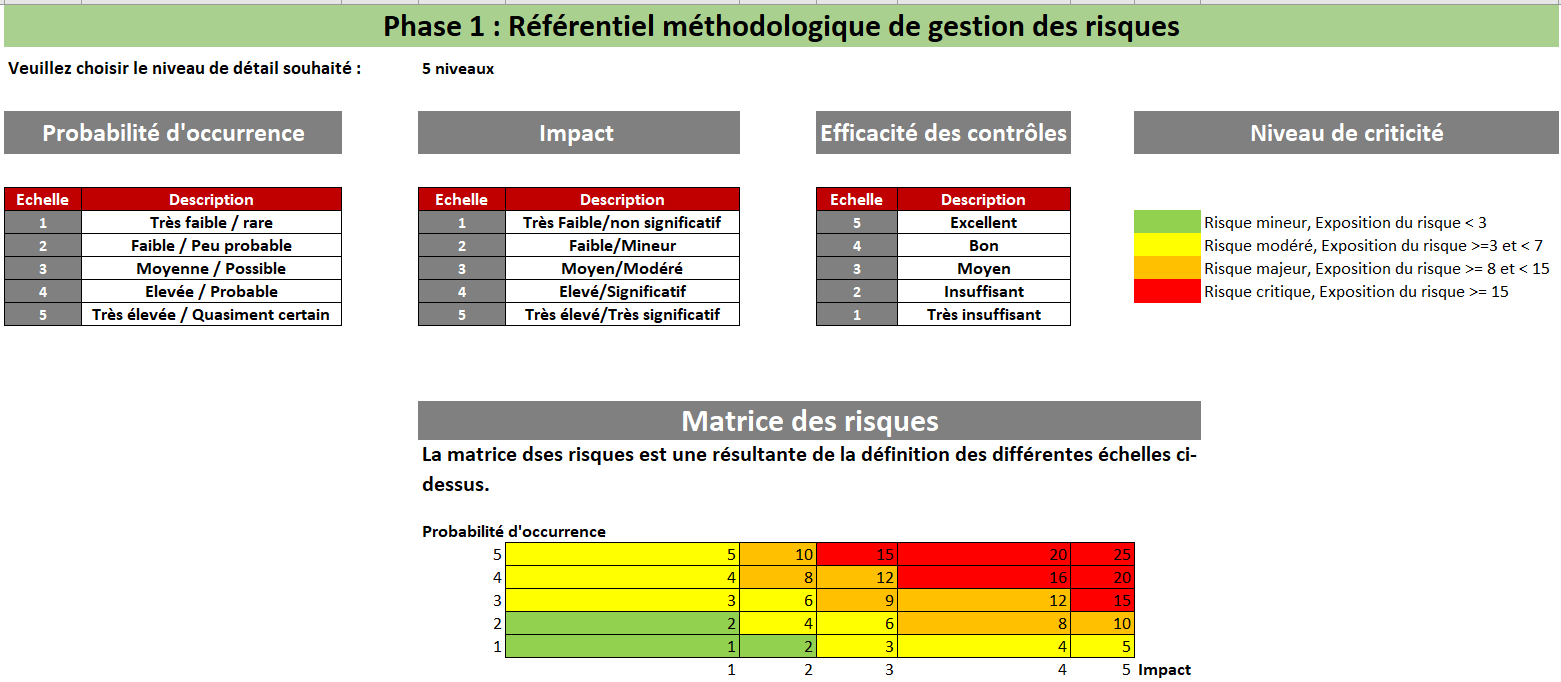 Phase 1 : Référentiel méthodologique de gestion des risques
Veuillez choisir le niveau de détail souhaité : 5 niveaux
Probabilité d'occurrence
Echelle Description
1 Très faible / rare
2 Faible / Peu probable
3 Moyenne / Possible
4 Elevée / Probable
5 Très élevée / Quasiment certain
Impact
Echelle Description
1 Très Faible/non significatif
2 Faible/Mineur
3 Moyen/Modéré
4 Elevé/Significatif
5 Très élevé/Très significatif
Efficacité des contrôles
Echelle Description
5 Excellent
4 Bon
3 Moyen
2 Insuffisant
1 Très insuffisant
Niveau de criticité
Risque mineur, Exposition du risque < 3
Risque modéré, Exposition du risque >=3 et < 7
Risque majeur, Exposition du risque >= 8 et < 15
Risque critique, Exposition du risque >= 15
Matrice des risques
La matrice dses risques est une résultante de la définition des différentes échelles ci-
dessus.
Probabilité d'occurrence
5 5 10 15 20 25
4 4 8 12 16 20
3 3 6 9 12 15
2 2 4 6 8 10
1 1 2 3 4 5
1 2 3 4 5 Impact